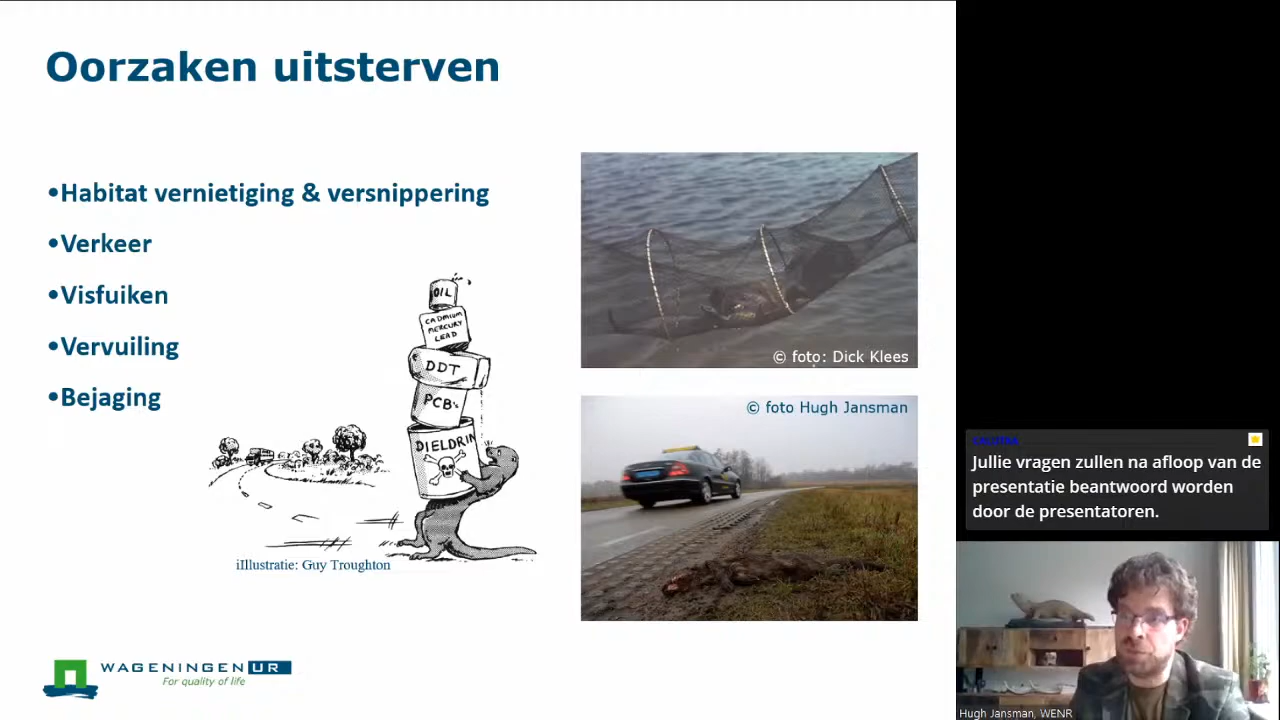 Oorzaken uitsterven
•Habitat vernietiging & versnippering
•Verkeer
•Visfuiken
•Vervuiling
•Bejaging
OIL
CADMIUM
MERCURY
LEAD
DDT
PCB's
DIELDRIN
iIllustratie: Guy Troughton
© foto: Dick Klees
© foto Hugh Jansman
WAGENINGEN UR
For quality of life
Jullie vragen zullen na afloop van de
presentatie beantwoord worden
door de presentatoren.
Hugh Jansman, WENR